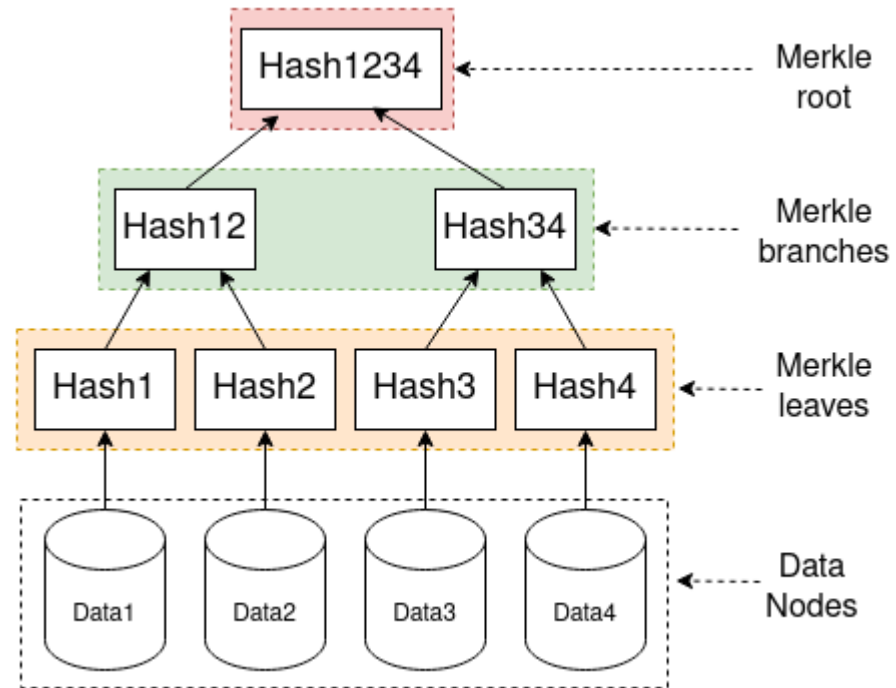 Hash1234
Merkle
root
Hash12
Hash34
Merkle
branches
Hash1
Hash2
Hash3
Hash4
Merkle
leaves
Data1
Data2
Data3
Data4
Data
Nodes